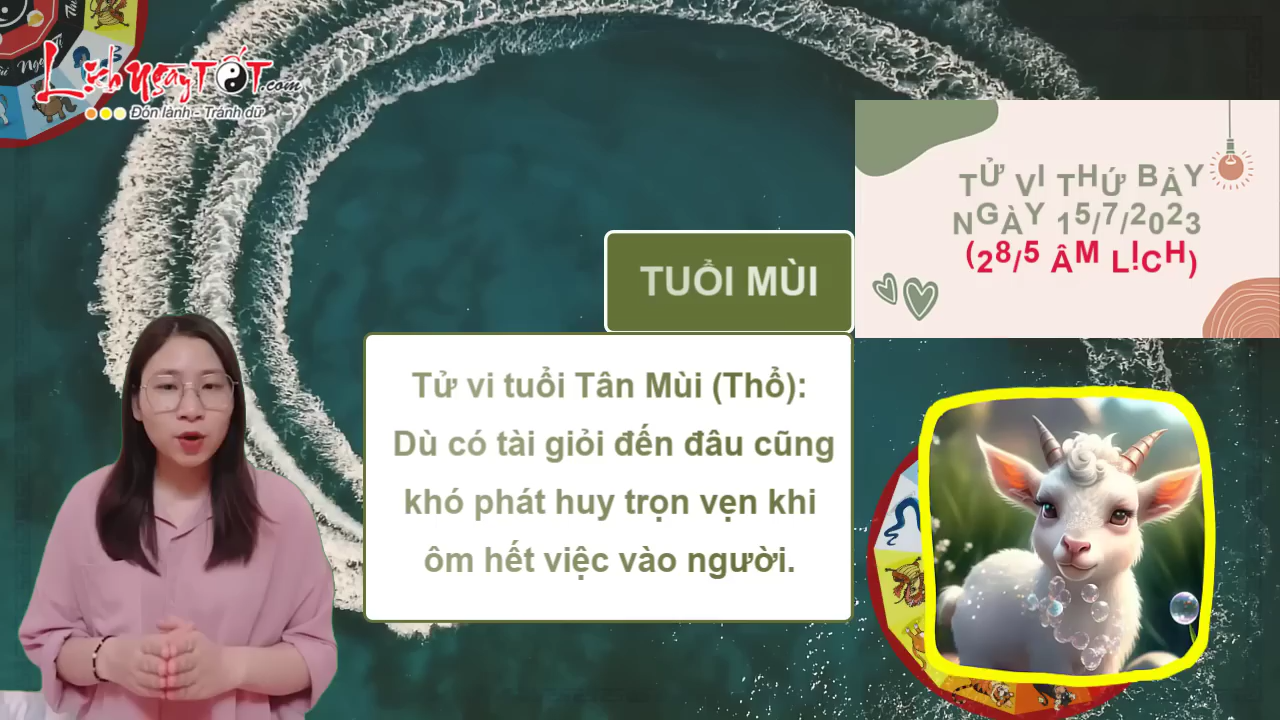 LịchNgàyTỐT.com
Đón lành - Tránh dữ
TỬ VI THỨ BẢY
NGÀY 15/7/2023
(28/5 ÂM LỊCH)
TUỔI MÙI
Tử vi tuổi Tân Mùi (Thổ):
Dù có tài giỏi đến đâu cũng
khó phát huy trọn vẹn khi
ôm hết việc vào người.